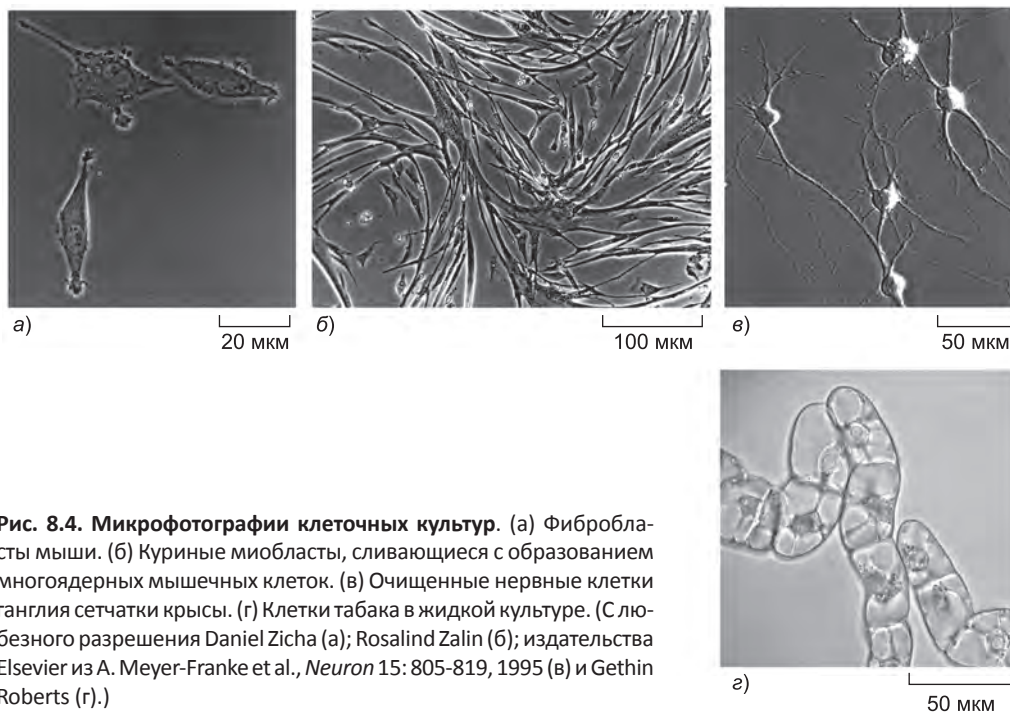 а)
20 мкм
б)
100 мкм
в)
50 мкм
Рис. 8.4. Микрофотографии клеточных культур. (а) Фибробла-
сты мыши. (б) Куриные миобласты, сливающиеся с образованием
многоядерных мышечных клеток. (в) Очищенные нервные клетки
ганглия сетчатки крысы. (г) Клетки табака в жидкой культуре. (С лю-
безного разрешения Daniel Zicha (а); Rosalind Zalin (б); издательства
Elsevier из A. Meyer-Franke et al., Neuron 15: 805-819, 1995 (в) и Gethin
Roberts (г).)
г)
50 мкм